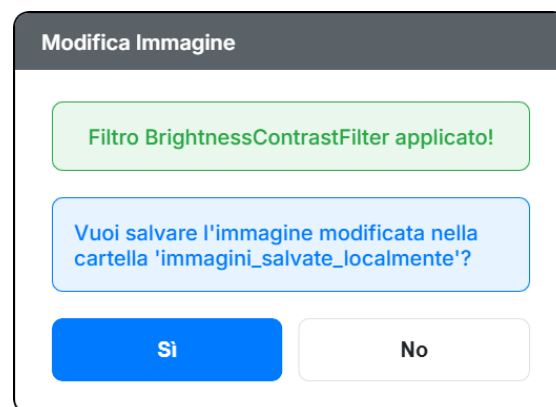 Modifica Immagine
Filtro BrightnessContrastFilter applicato!
Vuoi salvare l'immagine modificata nella
cartella 'immagini_salvate_localmente'?
Sì
No